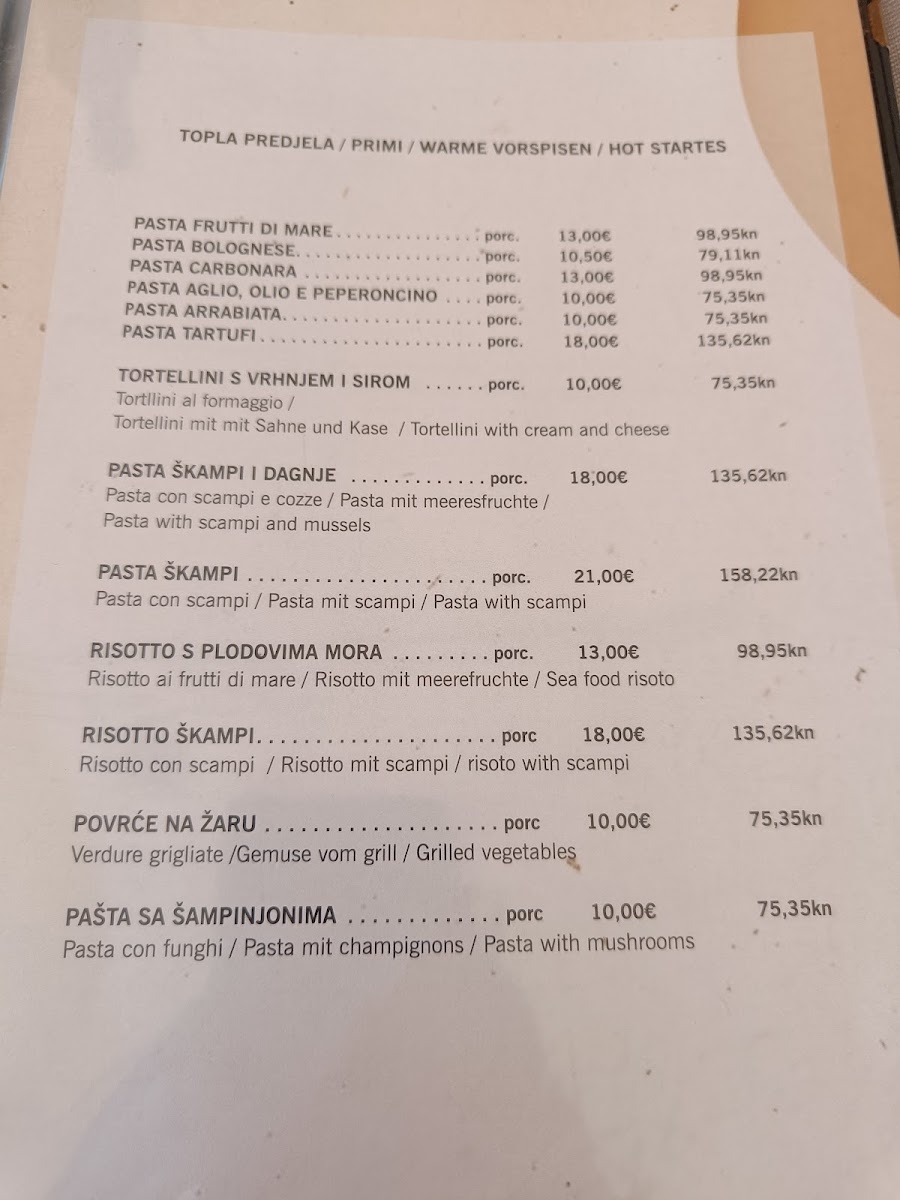 TOPLA PREDJELA / PRIMI / WARME VORSPISEN / HOT STARTES
PASTA FRUTTI DI MARE................ porc. 13,00€ 98,95kn
PASTA BOLOGNESE..................... porc. 10,50€ 79,11kn
PASTA CARBONARA .................... porc. 13,00€ 98,95kn
PASTA AGLIO, OLIO E PEPERONCINO .... porc. 10,00€ 75,35kn
PASTA ARRABIATA...................... porc. 10,00€ 75,35kn
PASTA TARTUFI......................... porc. 18,00€ 135,62kn
TORTELLINI S VRHNJEM I SIROM ...... porc. 10,00€ 75,35kn
Tortllini al formaggio /
Tortellini mit mit Sahne und Kase / Tortellini with cream and cheese
PASTA ŠKAMPI I DAGNJE ............. porc. 18,00€ 135,62kn
Pasta con scampi e cozze / Pasta mit meeresfruchte /
Pasta with scampi and mussels
PASTA ŠKAMPI ....................... porc. 21,00€ 158,22kn
Pasta con scampi / Pasta mit scampi / Pasta with scampi
RISOTTO S PLODOVIMA MORA ......... porc. 13,00€ 98,95kn
Risotto ai frutti di mare / Risotto mit meerefruchte / Sea food risoto
RISOTTO ŠKAMPI..................... porc 18,00€ 135,62kn
Risotto con scampi / Risotto mit scampi / risoto with scampi
POVRĆE NA ŽARU .................... porc 10,00€ 75,35kn
Verdure grigliate /Gemuse vom grill / Grilled vegetables
PAŠTA SA ŠAMPINJONIMA ............. porc 10,00€ 75,35kn
Pasta con funghi / Pasta mit champignons / Pasta with mushrooms